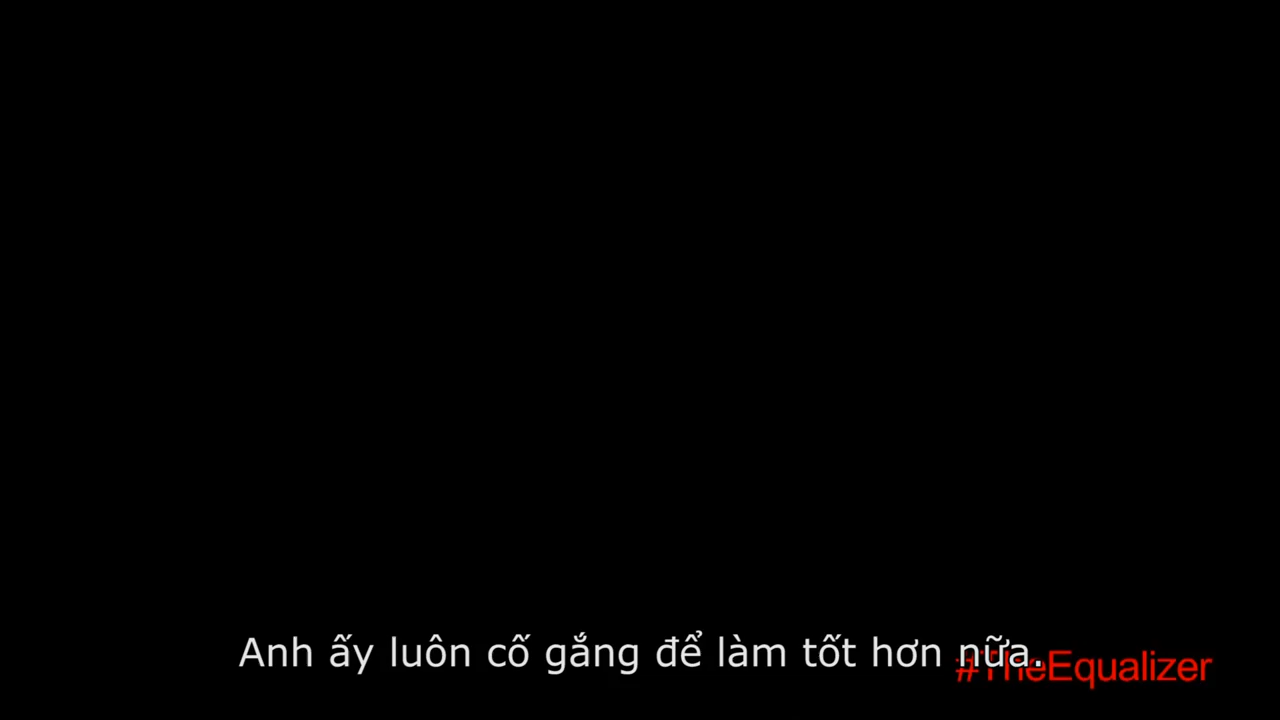 Anh ấy luôn cố gắng để làm tốt hơn nữa.
#TheEqualizer